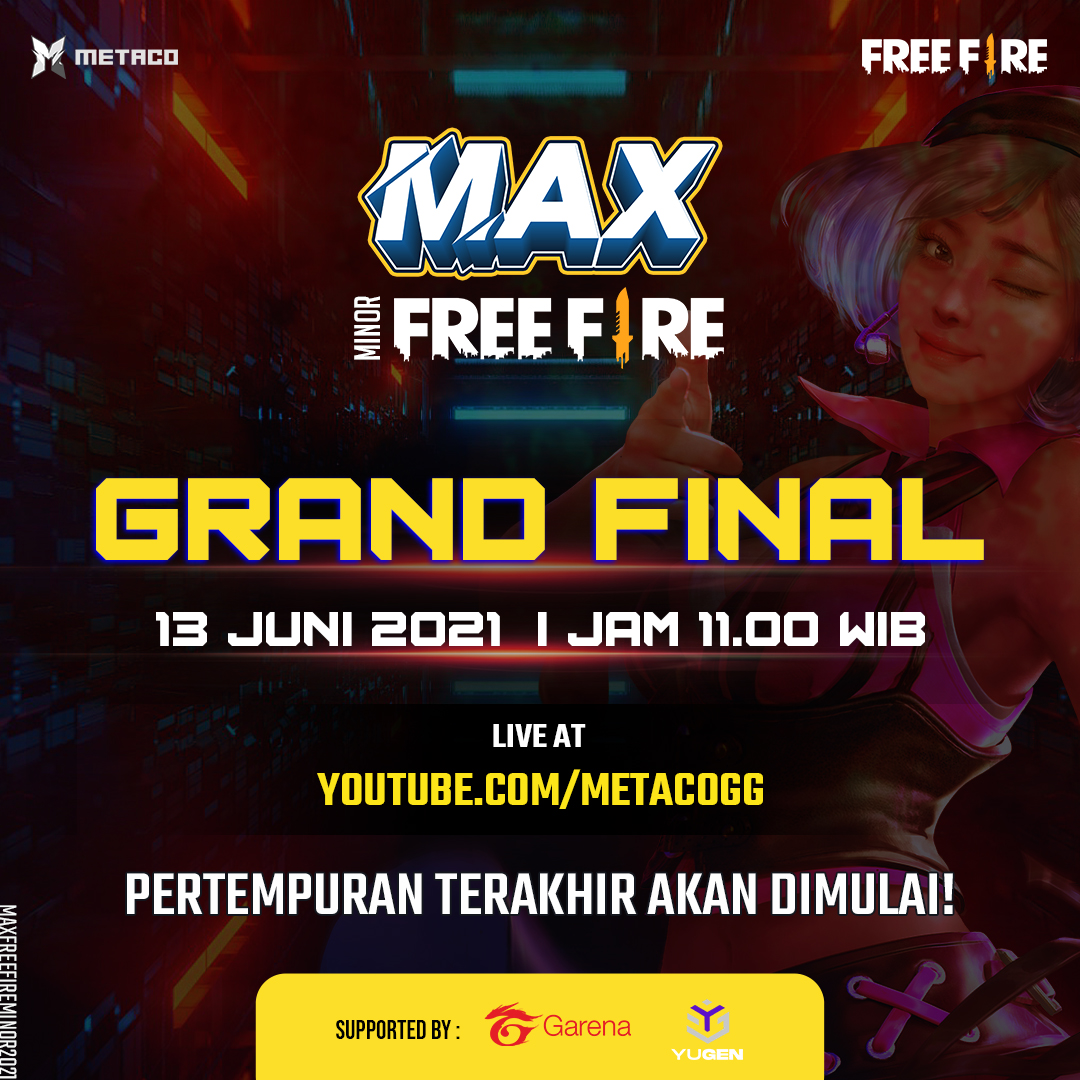 METACO
FREE FIRE
MAX
MINOR
FREE FIRE
GRAND FINAL
13 JUNI 2021 | JAM 11.00 WIB
LIVE AT
YOUTUBE.COM/METACOGG
PERTEMPURAN TERAKHIR AKAN DIMULAI!
MAXFREEFIREMINOR2021
SUPPORTED BY :
Garena
YUGEN